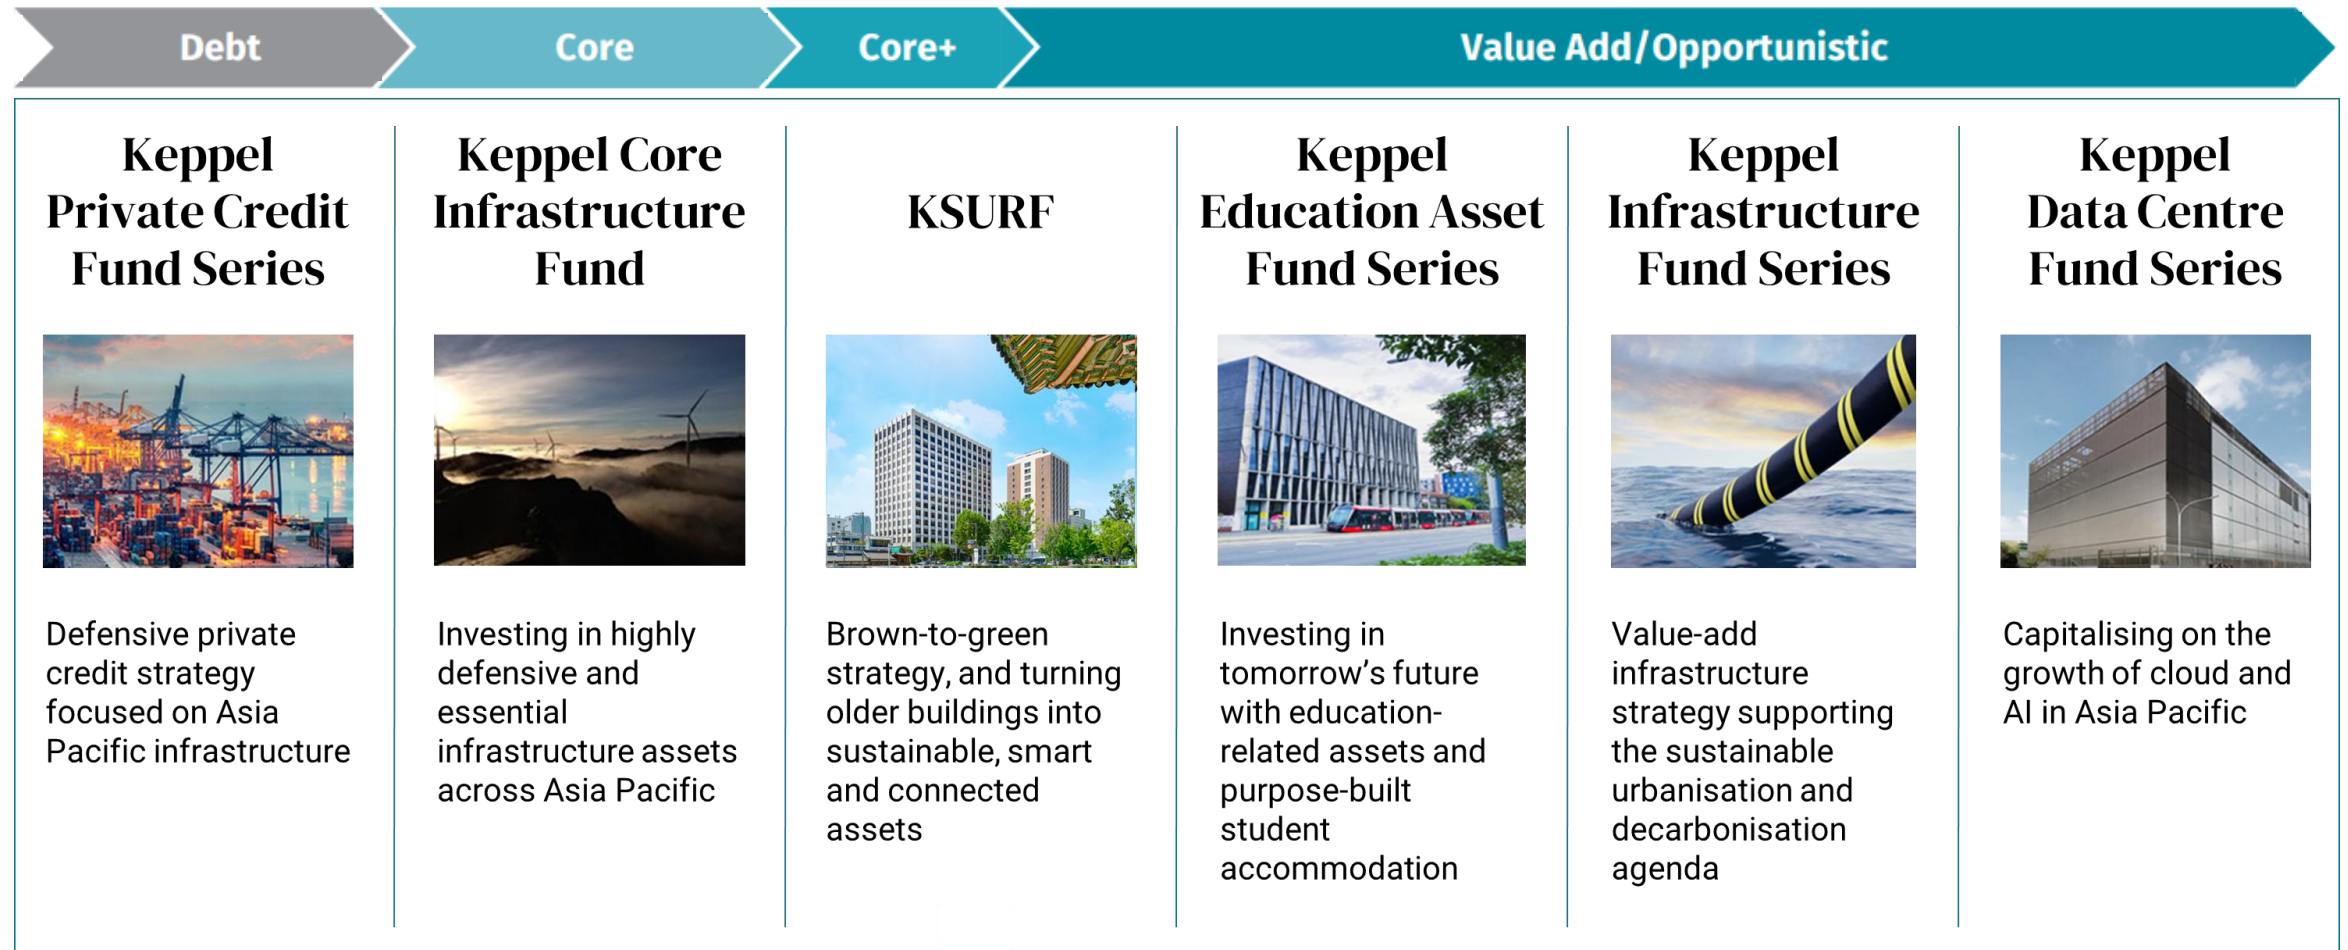 Debt
Core
Core+
Value Add/Opportunistic
Keppel
Private Credit
Fund Series
Defensive private
credit strategy
focused on Asia
Pacific infrastructure
Keppel Core
Infrastructure
Fund
Investing in highly
defensive and
essential
infrastructure assets
across Asia Pacific
KSURF
Brown-to-green
strategy, and turning
older buildings into
sustainable, smart
and connected
assets
Keppel
Education Asset
Fund Series
Investing in
tomorrow’s future
with education-
related assets and
purpose-built
student
accommodation
Keppel
Infrastructure
Fund Series
Value-add
infrastructure
strategy supporting
the sustainable
urbanisation and
decarbonisation
agenda
Keppel
Data Centre
Fund Series
Capitalising on the
growth of cloud and
AI in Asia Pacific